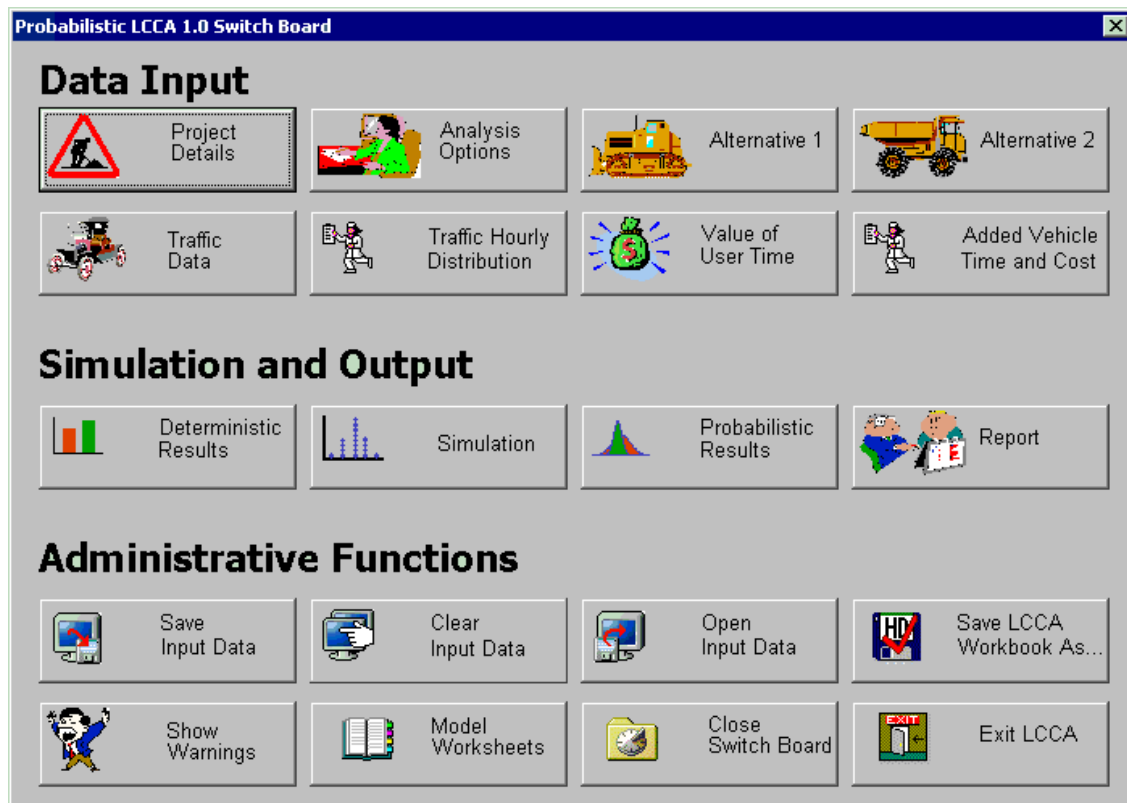 Probabilistic LCCA 1.0 Switch Board
Data Input
Project
Details
Analysis
Options
Alternative 1
Alternative 2
Traffic
Data
Traffic Hourly
Distribution
$
Value of
User Time
Added Vehicle
Time and Cost
Simulation and Output
Deterministic
Results
Simulation
Probabilistic
Results
Report
Administrative Functions
Save
Input Data
Clear
Input Data
Open
Input Data
HD
Save LCCA
Workbook As...
Show
Warnings
Model
Worksheets
Close
Switch Board
EXIT
Exit LCCA